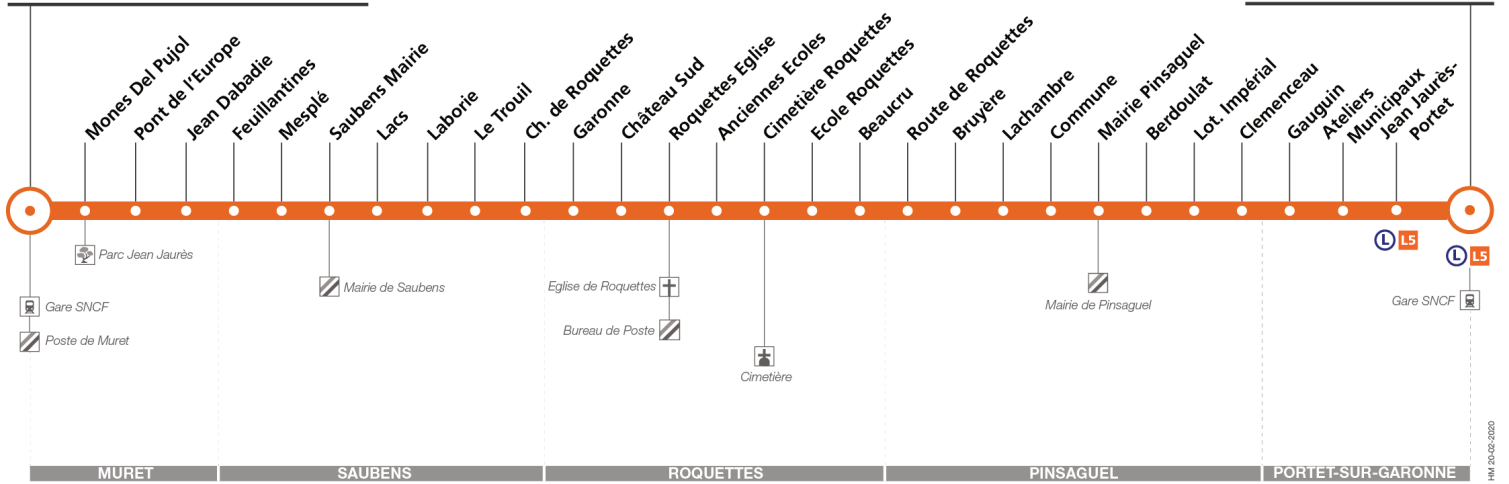 Mones Del Pujol
Pont de l'Europe
Jean Dabadie
Feuillantines
Mesplé
Saubens Mairie
Lacs
Laborie
Le Trouil
Ch. de Roquettes
Garonne
Château Sud
Roquettes Eglise
Anciennes Ecoles
Cimetière Roquettes
Ecole Roquettes
Beaucru
Route de Roquettes
Bruyère
Lachambre
Commune
Mairie Pinsaguel
Berdoulat
Lot. Impérial
Clemenceau
Gauguin
Ateliers
Municipaux
Jean Jaurès-
Portet
L L5
L L5
Parc Jean Jaurès
Mairie de Saubens
Eglise de Roquettes
Mairie de Pinsaguel
Gare SNCF
Gare SNCF
Bureau de Poste
Poste de Muret
Cimetière
MURET
SAUBENS
ROQUETTES
PINSAGUEL
PORTET-SUR-GARONNE
HM 20-02-2020